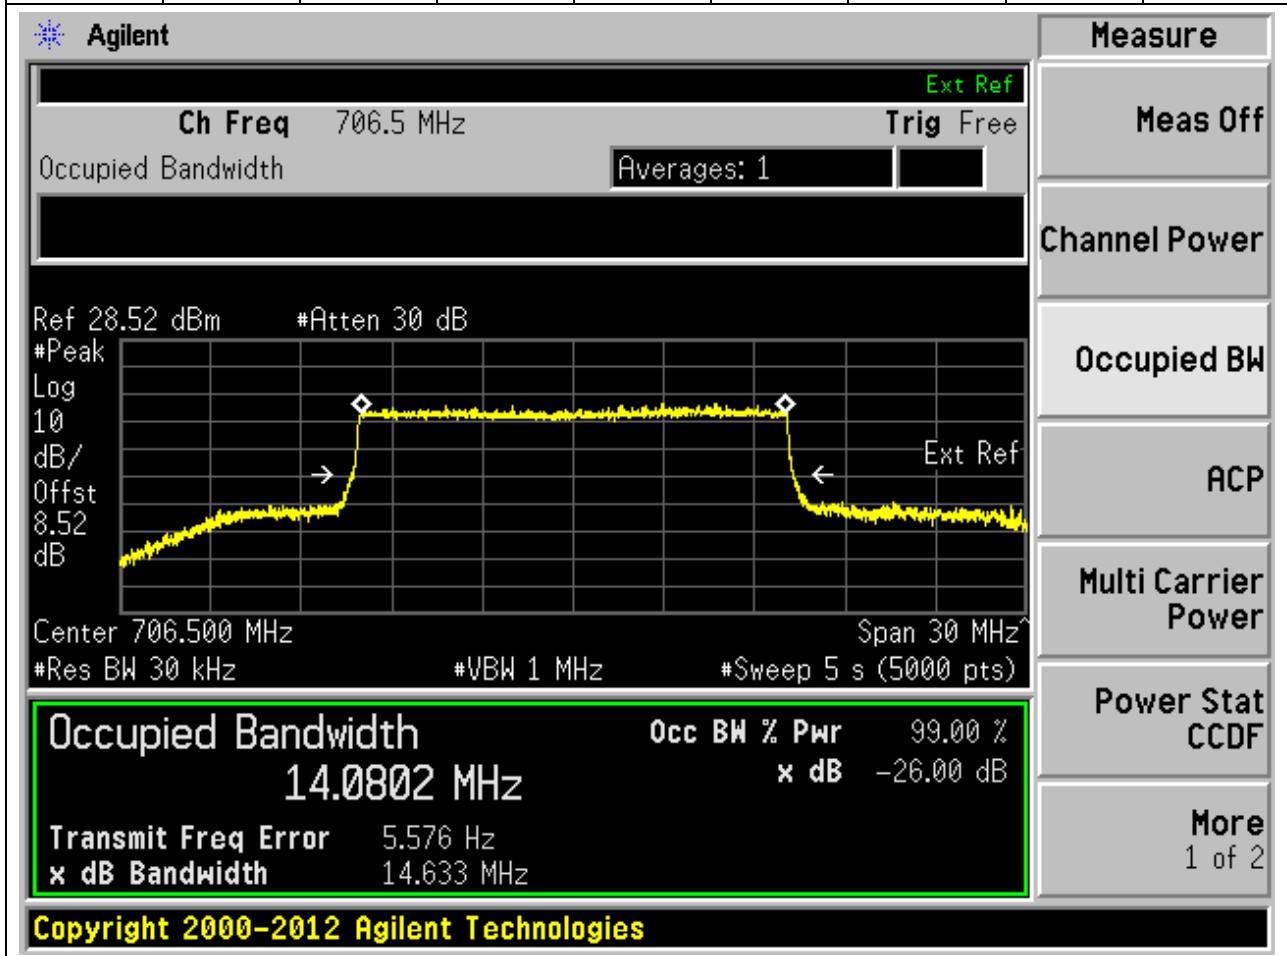 Agilent
Measure
Ext Ref
Ch Freq 706.5 MHz Trig Free
Occupied Bandwidth Averages: 1
Meas Off
Channel Power
Occupied BW
ACP
Multi Carrier
Power
Power Stat
CCDF
More
1 of 2
Ref 28.52 dBm #Atten 30 dB
#Peak
Log
10
dB/
Offst
8.52
dB
Ext Ref
Center 706.500 MHz Span 30 MHz^
#Res BW 30 kHz #VBW 1 MHz #Sweep 5 s (5000 pts)
Occupied Bandwidth Occ BW % Pwr 99.00 %
14.0802 MHz x dB -26.00 dB
Transmit Freq Error 5.576 Hz
x dB Bandwidth 14.633 MHz
Copyright 2000-2012 Agilent Technologies